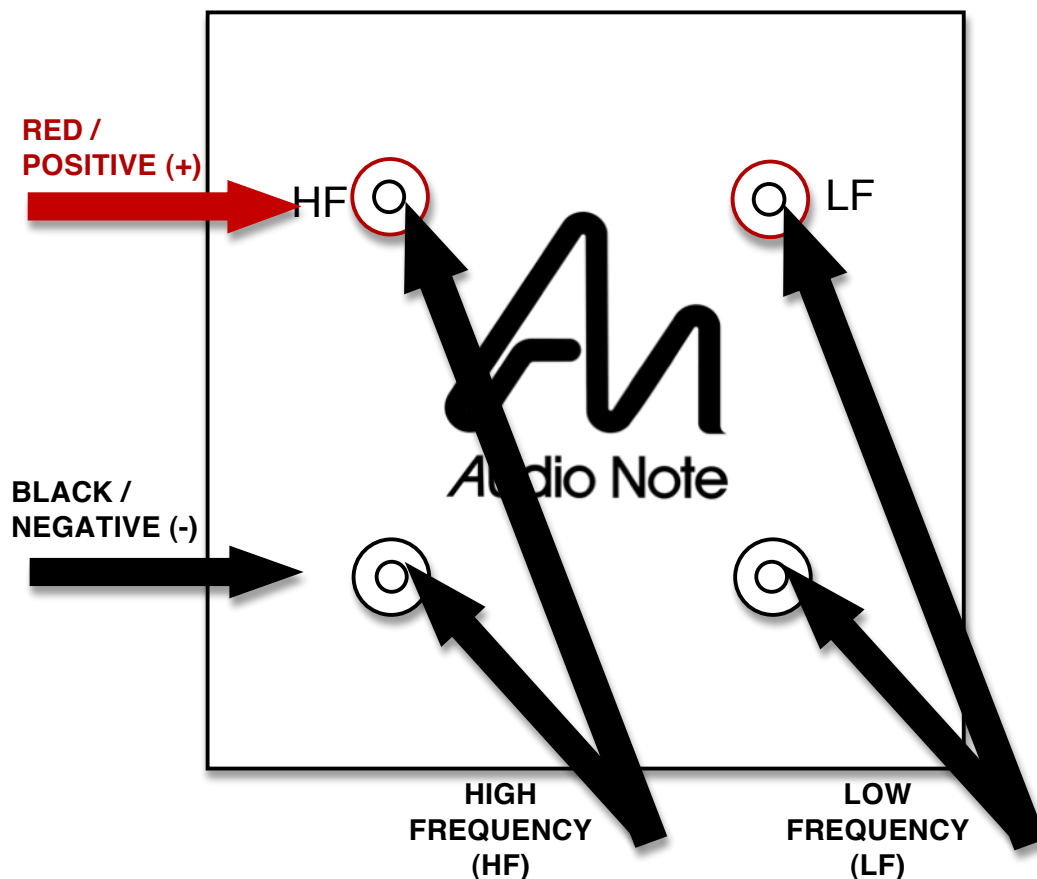 RED /
POSITIVE (+)
HF
LF
Audio Note
BLACK /
NEGATIVE (-)
HIGH
FREQUENCY
(HF)
LOW
FREQUENCY
(LF)